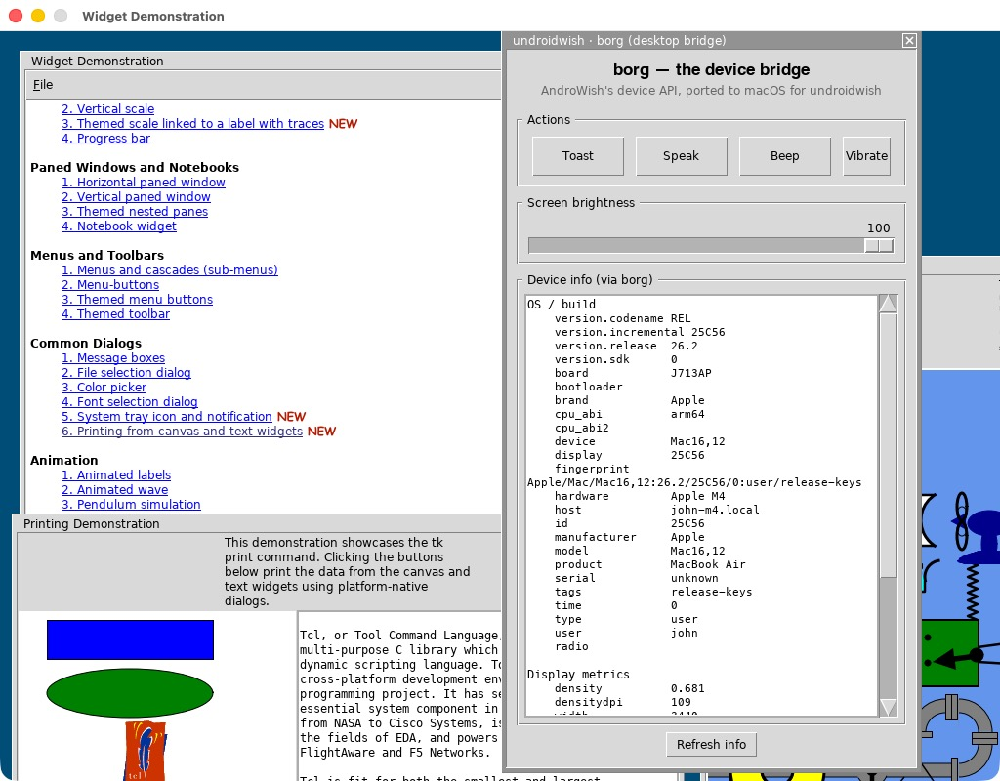 Widget Demonstration
Widget Demonstration
File
2. Vertical scale
3. Themed scale linked to a label with traces NEW
4. Progress bar
Paned Windows and Notebooks
1. Horizontal paned window
2. Vertical paned window
3. Themed nested panes
4. Notebook widget
Menus and Toolbars
1. Menus and cascades (sub-menus)
2. Menu-buttons
3. Themed menu buttons
4. Themed toolbar
Common Dialogs
1. Message boxes
2. File selection dialog
3. Color picker
4. Font selection dialog
5. System tray icon and notification NEW
6. Printing from canvas and text widgets NEW
Animation
1. Animated labels
2. Animated wave
3. Pendulum simulation
Printing Demonstration
This demonstration showcases the tk
print command. Clicking the buttons
below print the data from the canvas and
text widgets using platform-native
dialogs.
Tcl, or Tool Command Language,
multi-purpose C library which
dynamic scripting language. To
cross-platform development
programming project. It has
essential system component in
from NASA to Cisco Systems, is
the fields of EDA, and powers
FlightAware and F5 Networks.
Tcl is fit for both the smallest and largest
tcl
undroidwish · borg (desktop bridge)
borg — the device bridge
AndroWish's device API, ported to macOS for undroidwish
Actions
Toast Speak Beep Vibrate
Screen brightness
100
Device info (via borg)
OS / build
version.codename REL
version.incremental 25C56
version.release 26.2
version.sdk 0
board J713AP
bootloader
brand Apple
cpu_abi arm64
cpu_abi2
device Mac16,12
display 25C56
fingerprint
Apple/Mac/Mac16,12:26.2/25C56/0:user/release-keys
hardware Apple M4
host john-m4.local
id 25C56
manufacturer Apple
model Mac16,12
product MacBook Air
serial unknown
tags release-keys
time 0
type user
user john
radio
Display metrics
density 0.681
densitydpi 109
Refresh info